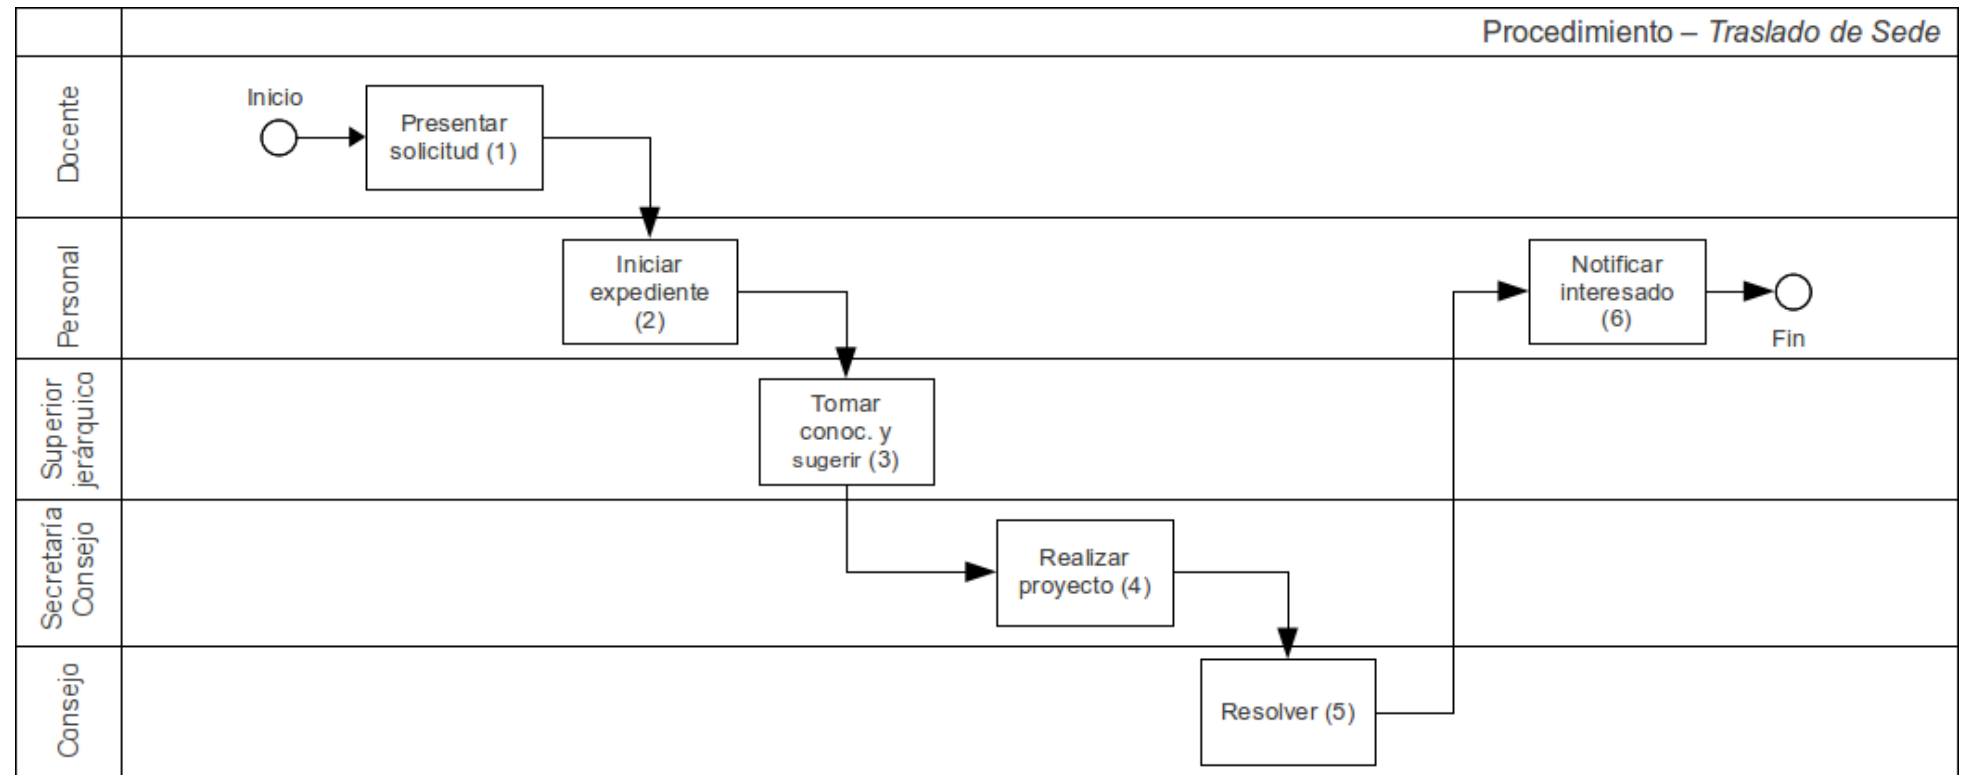 Procedimiento – Traslado de Sede
Docente
Inicio
Presentar
solicitud (1)
Personal
Iniciar
expediente
(2)
Notificar
interesado
(6)
Fin
Superior
jerárquico
Tomar
conoc. y
sugerir (3)
Secretaría
Consejo
Realizar
proyecto (4)
Consejo
Resolver (5)